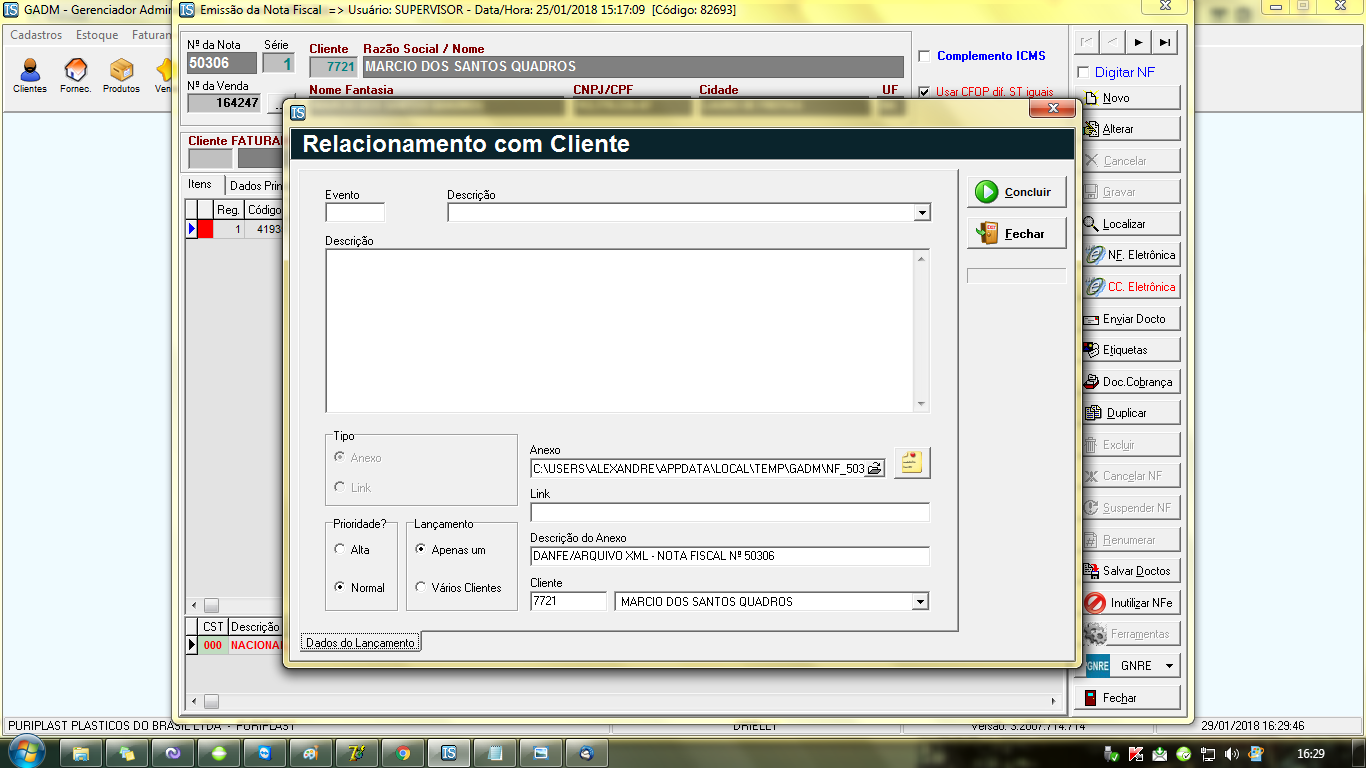 GADM - Gerenciador Admin
Emissão da Nota Fiscal => Usuário: SUPERVISOR - Data/Hora: 25/01/2018 15:17:09 [Código: 82693]
Cadastros Estoque Faturan
Clientes Fornec. Produtos Ven
Nº da Nota Série Cliente Razão Social / Nome
50306 1 7721 MARCIO DOS SANTOS QUADROS
Nº da Venda Nome Fantasia CNPJ/CPF Cidade UF
164247 ...
Complemento ICMS
Digitar NF
Usar CFOP dif. ST iguais
Cliente FATURA
Itens Dados Prin
Reg. Código
1 4193
CST Descrição
000 NACIONA
Relacionamento com Cliente
Evento Descrição
Descrição
Concluir
Fechar
Tipo
Anexo
Link
Anexo
C:\USERS\ALEXANDRE\APPDATA\LOCAL\TEMP\GADM\NF_503
Link
Prioridade?
Alta
Normal
Lançamento
Apenas um
Vários Clientes
Descrição do Anexo
DANFE/ARQUIVO XML - NOTA FISCAL Nº 50306
Cliente
7721 MARCIO DOS SANTOS QUADROS
Dados do Lançamento
Novo
Alterar
Cancelar
Gravar
Localizar
NF. Eletrônica
CC. Eletrônica
Enviar Docto
Etiquetas
Doc.Cobrança
Duplicar
Excluir
Cancelar NF
Suspender NF
Renumerar
Salvar Doctos
Inutilizar NFe
Ferramentas
GNRE GNRE
Fechar
PURIPLAST PLASTICOS DO BRASIL LTDA - PURIPLAST DRIELLY Versão: 3.2007.714.714 29/01/2018 16:29:46
16:29